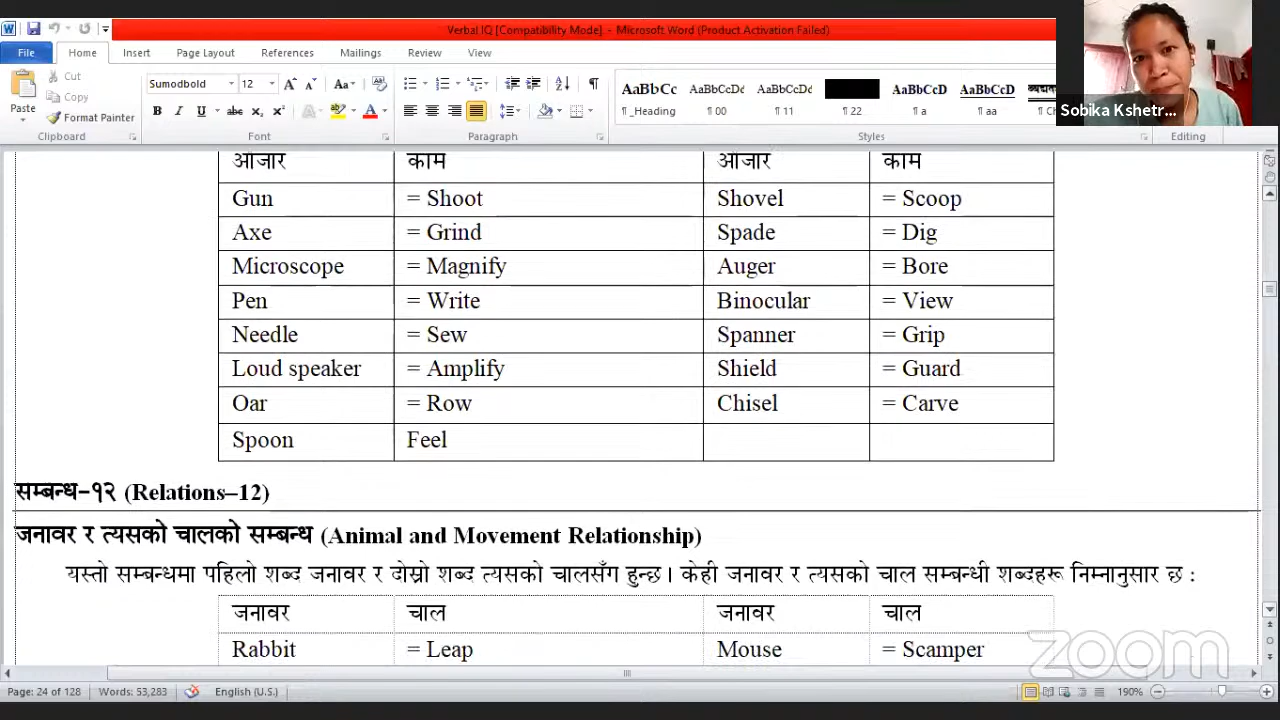 Verbal IQ [Compatibility Mode] - Microsoft Word (Product Activation Failed)
File Home Insert Page Layout References Mailings Review View
Sobika Kshetr...
Paste
Cut
Copy
Format Painter
Sumodbold 12
AaBbCc AaBbCcDc AaBbCcDd AaBbCcD AaBbCcD
¶ _Heading ¶ 00 ¶ 11 ¶ 22 ¶ a ¶ aa
Clipboard Font Paragraph Styles Editing
औजार काम औजार काम
Gun = Shoot Shovel = Scoop
Axe = Grind Spade = Dig
Microscope = Magnify Auger = Bore
Pen = Write Binocular = View
Needle = Sew Spanner = Grip
Loud speaker = Amplify Shield = Guard
Oar = Row Chisel = Carve
Spoon Feel
सम्बन्ध-१२ (Relations–12)
जनावर र त्यसको चालको सम्बन्ध (Animal and Movement Relationship)
यस्तो सम्बन्धमा पहिलो शब्द जनावर र दोस्रो शब्द त्यसको चालसँग हुन्छ। केही जनावर र त्यसको चाल सम्बन्धी शब्दहरू निम्नानुसार छ :
जनावर चाल जनावर चाल
Rabbit = Leap Mouse = Scamper
zoom
Page: 24 of 128 Words: 53,283 English (U.S.) 190%